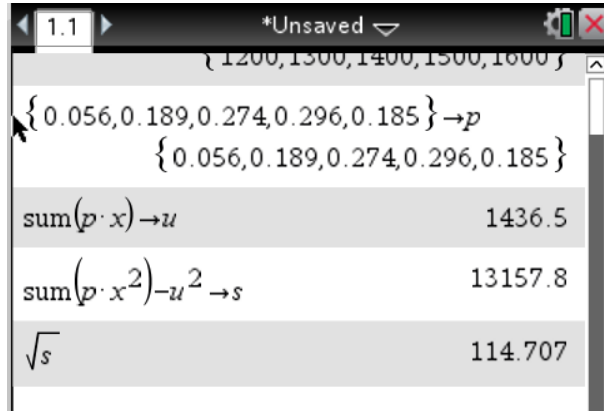 1.1 *Unsaved
{1200,1300,1400,1500,1600}
{0.056,0.189,0.274,0.296,0.185}→p
{0.056,0.189,0.274,0.296,0.185}
sum(p·x)→u 1436.5
sum(p·x²)−u²→s 13157.8
√s 114.707